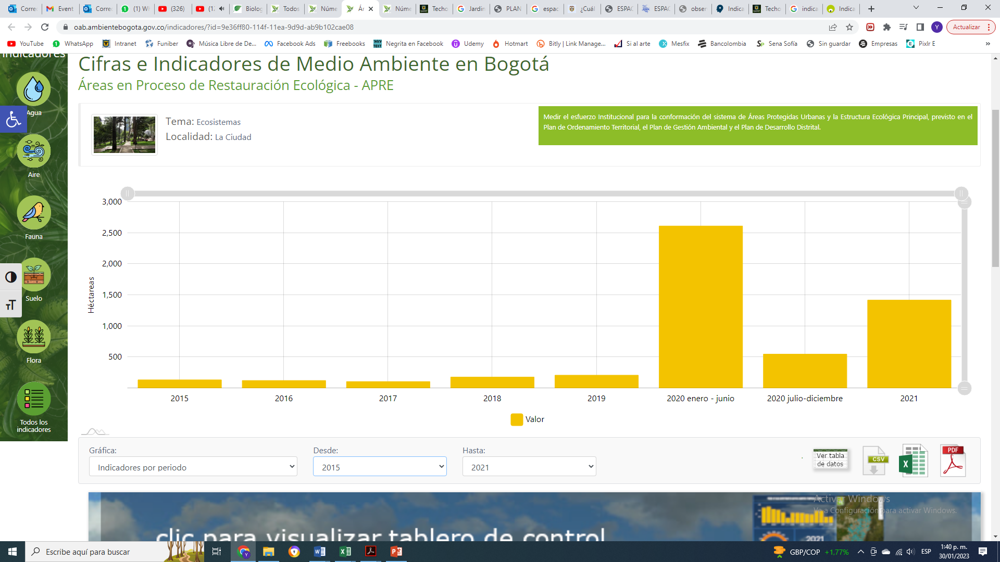 Correo
Event
Correo
(1) Wh
(326)
(12
Biolog
Todos
Núme
Ár
Núme
Techo
Jardin
PLAN
espac
¿Cuál
ESPAC
ESPAC
obser
Indica
Techo
indica
Indica
oab.ambientebogota.gov.co/indicadores/?id=9e36ff80-114f-11ea-9d9d-ab9b102cae08
Y
Actualizar
YouTube
WhatsApp
Intranet
Funiber
Música Libre de De...
Facebook Ads
Freebooks
Negrita en Facebook
Udemy
Hotmart
Bitly | Link Manage...
Si al arte
Mesfix
Bancolombia
Sena Sofía
Sin guardar
Empresas
Pixlr E
»
Indicadores
Agua
Aire
Fauna
Suelo
Flora
Todos los
indicadores
Cifras e Indicadores de Medio Ambiente en Bogotá
Áreas en Proceso de Restauración Ecológica - APRE
Tema: Ecosistemas
Localidad: La Ciudad
Medir el esfuerzo Institucional para la conformación del sistema de Áreas Protegidas Urbanas y la Estructura Ecológica Principal, previsto en el
Plan de Ordenamiento Territorial, el Plan de Gestión Ambiental y el Plan de Desarrollo Distrital.
3,000
2,500
2,000
1,500
1,000
500
Héctareas
2015
2016
2017
2018
2019
2020 enero - junio
2020 julio-diciembre
2021
Valor
Gráfica:
Indicadores por periodo
Desde:
2015
Hasta:
2021
Ver tabla
de datos
CSV
X
PDF
clic para visualizar tablero de control
2021
Activar Windows
Ve a Configuración para activar Windows.
Escribe aquí para buscar
GBP/COP +1,77%
ESP
1:40 p. m.
30/01/2023